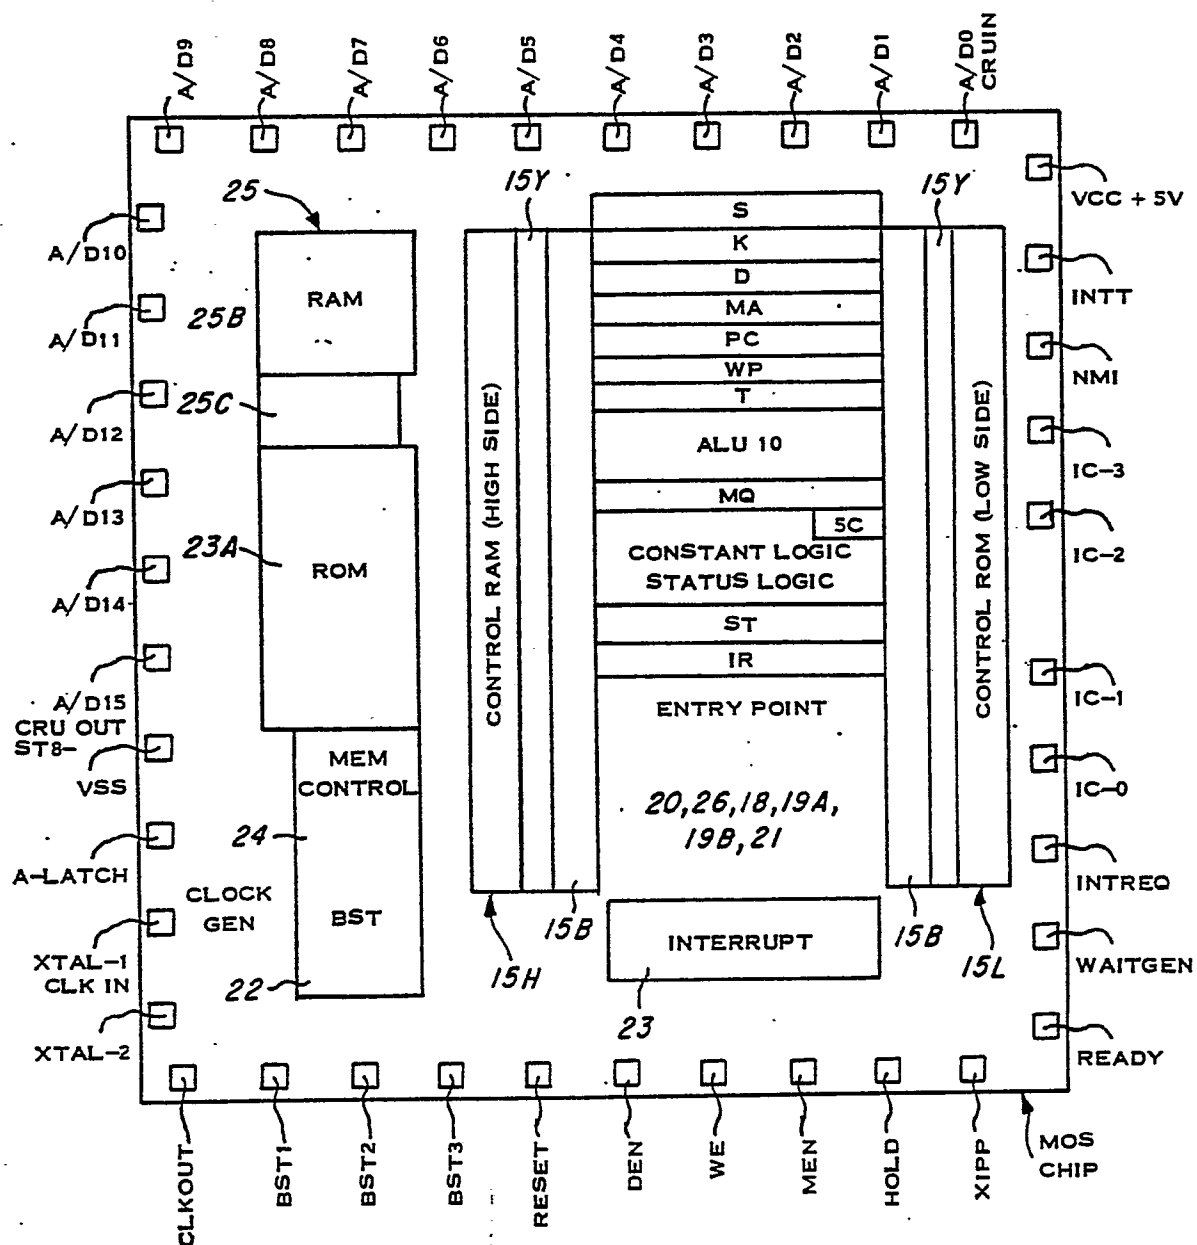 A/D9
A/D8
A/D7
A/D6
A/D5
A/D4
A/D3
A/D2
A/D1
A/D0
CRUIN
VCC + 5V
INTT
NMI
IC-3
IC-2
IC-1
IC-0
INTREQ
WAITGEN
READY
A/D10
A/D11
A/D12
A/D13
A/D14
A/D15
CRU OUT
ST8-
VSS
A-LATCH
XTAL-1
CLK IN
XTAL-2
25
RAM
25B
25C
23A
ROM
MEM
CONTROL
24
CLOCK
GEN
BST
22
15Y
CONTROL RAM (HIGH SIDE)
15H
15B
S
K
D
MA
PC
WP
T
ALU 10
MQ
SC
CONSTANT LOGIC
STATUS LOGIC
ST
IR
ENTRY POINT
20,26,18,19A,
19B,21
INTERRUPT
23
15Y
CONTROL ROM (LOW SIDE)
15B
15L
CLKOUT
BST1
BST2
BST3
RESET
DEN
WE
MEN
HOLD
XIPP
MOS
CHIP